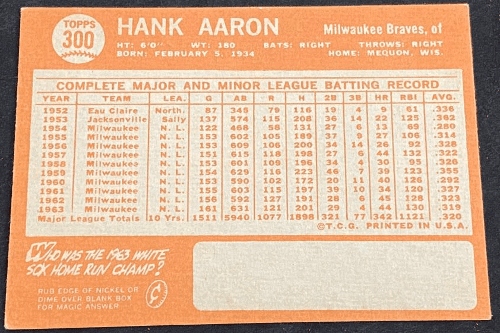 TOPPS
300
HANK AARON
Milwaukee Braves, of
HT: 6'0" WT: 180 BATS: RIGHT THROWS: RIGHT
BORN: FEBRUARY 5, 1934 HOME: MEQUON, WIS.
COMPLETE MAJOR AND MINOR LEAGUE BATTING RECORD
YEAR TEAM LEA. G AB R H 2B 3B HR RBI AVG.
1952 Eau Claire North. 87 345 79 116 19 4 9 61 .336
1953 Jacksonville Sally 137 574 115 208 36 14 22 125 .362
1954 Milwaukee N. L. 122 468 58 131 27 6 13 69 .280
1955 Milwaukee N. L. 153 602 105 189 37 9 27 106 .314
1956 Milwaukee N. L. 153 609 106 200 34 14 26 92 .328
1957 Milwaukee N. L. 151 615 118 198 27 6 44 132 .322
1958 Milwaukee N. L. 153 601 109 196 34 4 30 95 .326
1959 Milwaukee N. L. 154 629 116 223 46 7 39 123 .355
1960 Milwaukee N. L. 153 590 102 172 20 11 40 126 .292
1961 Milwaukee N. L. 155 603 115 197 39 10 34 120 .327
1962 Milwaukee N. L. 156 592 127 191 28 6 45 128 .323
1963 Milwaukee N. L. 161 631 121 201 29 4 44 130 .319
Major League Totals 10 Yrs. 1511 5940 1077 1898 321 77 342 1121 .320
©T.C.G. PRINTED IN U.S.A.
WHO WAS THE 1963 WHITE
SOX HOME RUN CHAMP?
RUB EDGE OF NICKEL OR
DIME OVER BLANK BOX
FOR MAGIC ANSWER